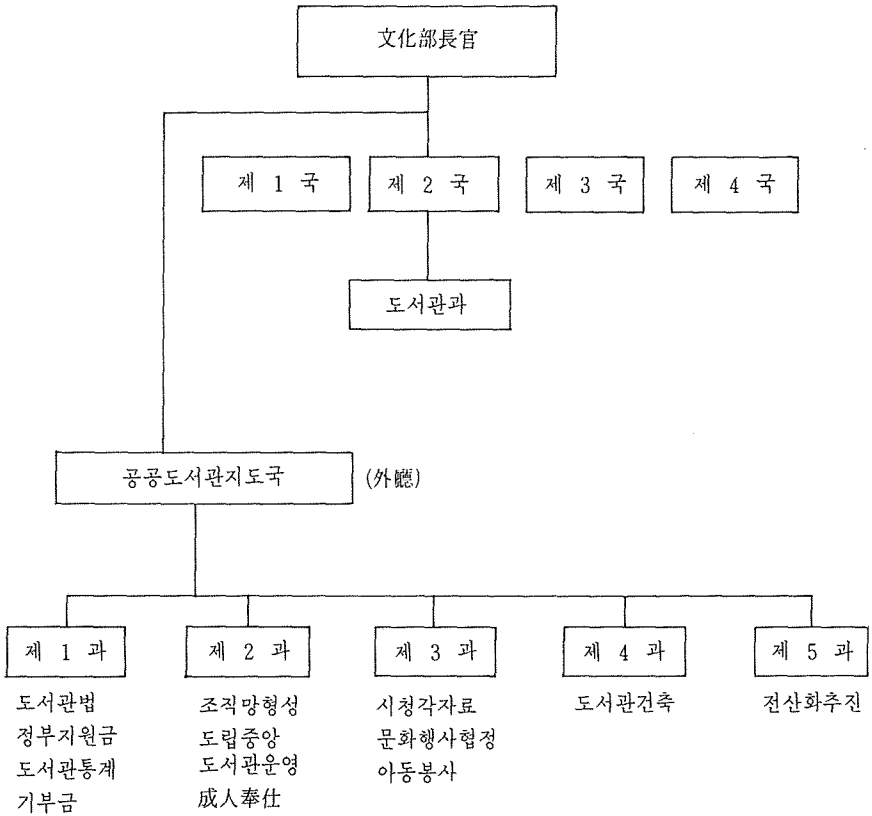 文化部長官
제 1 국
제 2 국
제 3 국
제 4 국
도서관과
공공도서관지도국
(外廳)
제 1 과
제 2 과
제 3 과
제 4 과
제 5 과
도서관법
정부지원금
도서관통계
기부금
조직망형성
도립중앙
도서관운영
成人奉仕
시청각자료
문화행사협정
아동봉사
도서관건축
전산화추진